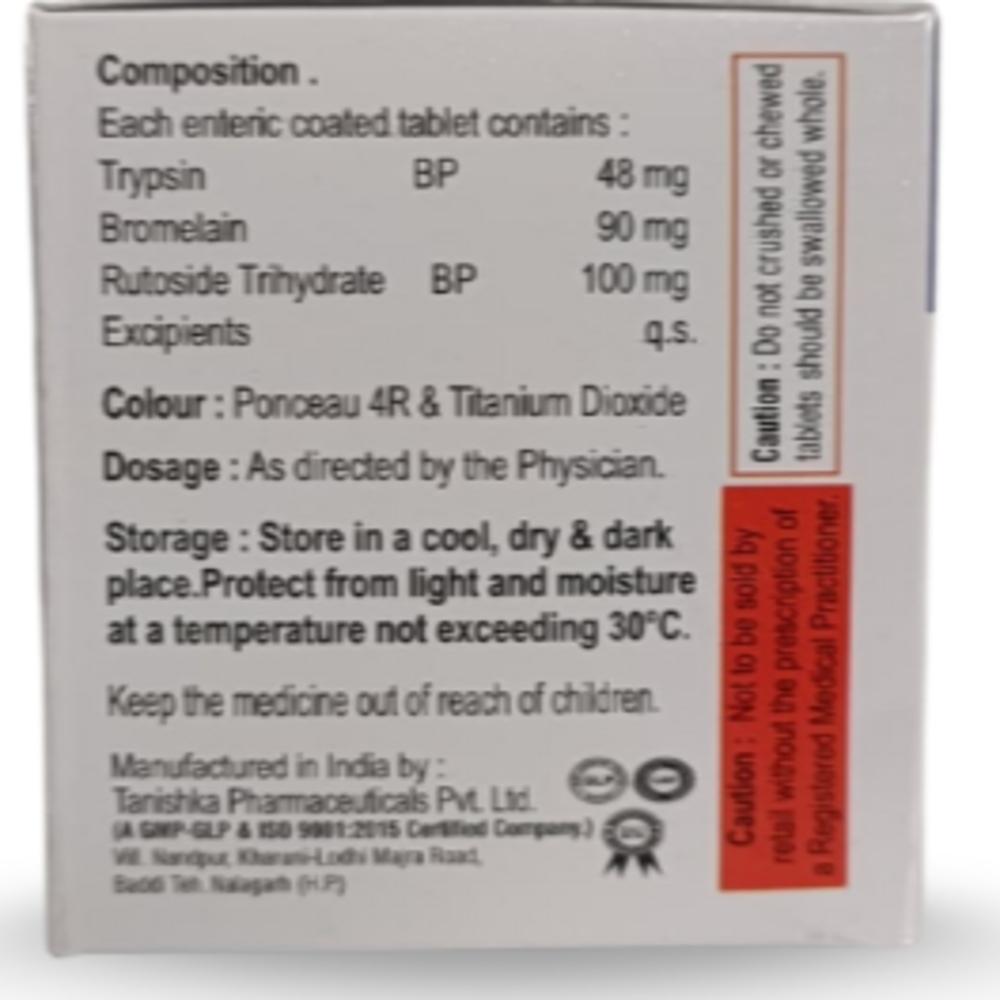 Composition .
Each enteric coated tablet contains :
Trypsin BP 48 mg
Bromelain 90 mg
Rutoside Trihydrate BP 100 mg
Excipients q.s.
Colour : Ponceau 4R & Titanium Dioxide
Dosage : As directed by the Physician.
Storage : Store in a cool, dry & dark
place.Protect from light and moisture
at a temperature not exceeding 30°C.
Keep the medicine out of reach of children.
Manufactured in India by :
Tanishka Pharmaceuticals Pvt. Ltd.
(A GMP-GLP & ISO 9001:2015 Certified Company.)
Vill. Nandpur, Kharani-Lodhi Majra Road,
Baddi Teh. Nalagarh (H.P)
Caution : Do not crushed or chewed
tablets should be swallowed whole.
Caution : Not to be sold by
retail without the prescription of
a Registered Medical Practitioner.